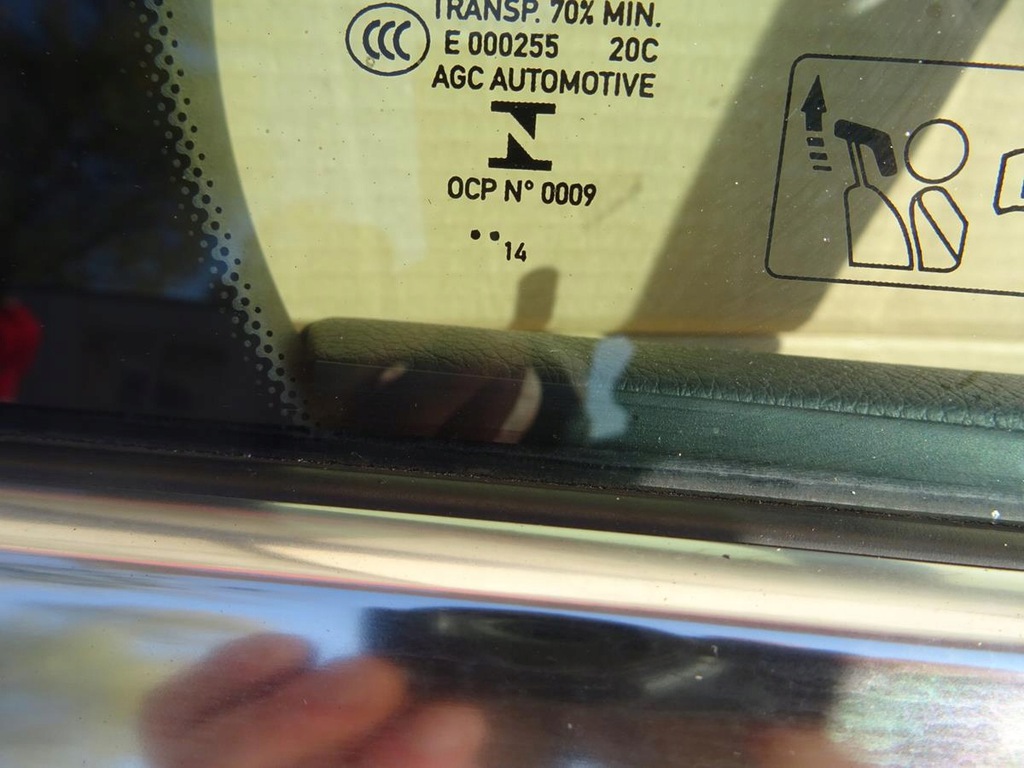 TRANSP. 70% MIN.
CCC E 000255 20C
AGC AUTOMOTIVE
OCP N° 0009
.. 14